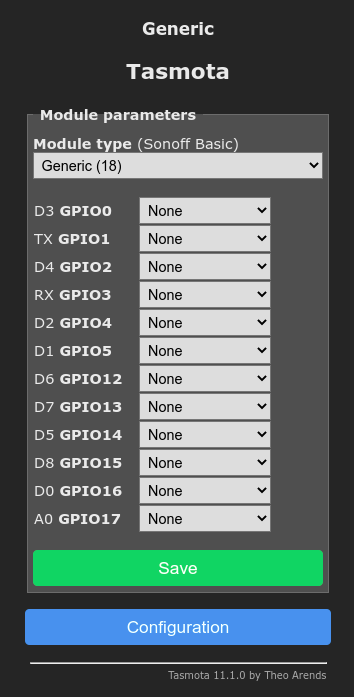 Generic
Tasmota
Module parameters
Module type (Sonoff Basic)
Generic (18)
D3 GPIO0 None
TX GPIO1 None
D4 GPIO2 None
RX GPIO3 None
D2 GPIO4 None
D1 GPIO5 None
D6 GPIO12 None
D7 GPIO13 None
D5 GPIO14 None
D8 GPIO15 None
D0 GPIO16 None
A0 GPIO17 None
Save
Configuration
Tasmota 11.1.0 by Theo Arends